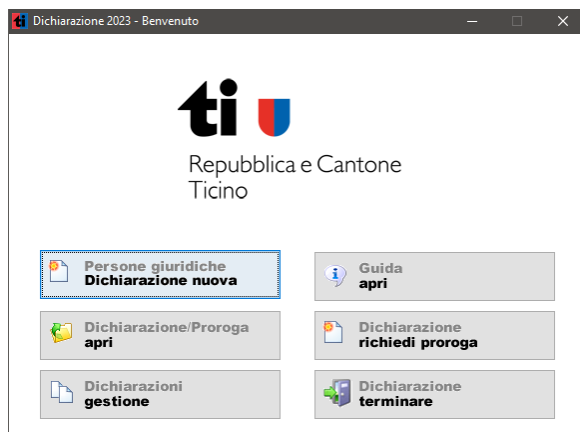 Dichiarazione 2023 - Benvenuto
ti
Repubblica e Cantone
Ticino
Persone giuridiche
Dichiarazione nuova
Guida
apri
Dichiarazione/Proroga
apri
Dichiarazione
richiedi proroga
Dichiarazioni
gestione
Dichiarazione
terminare